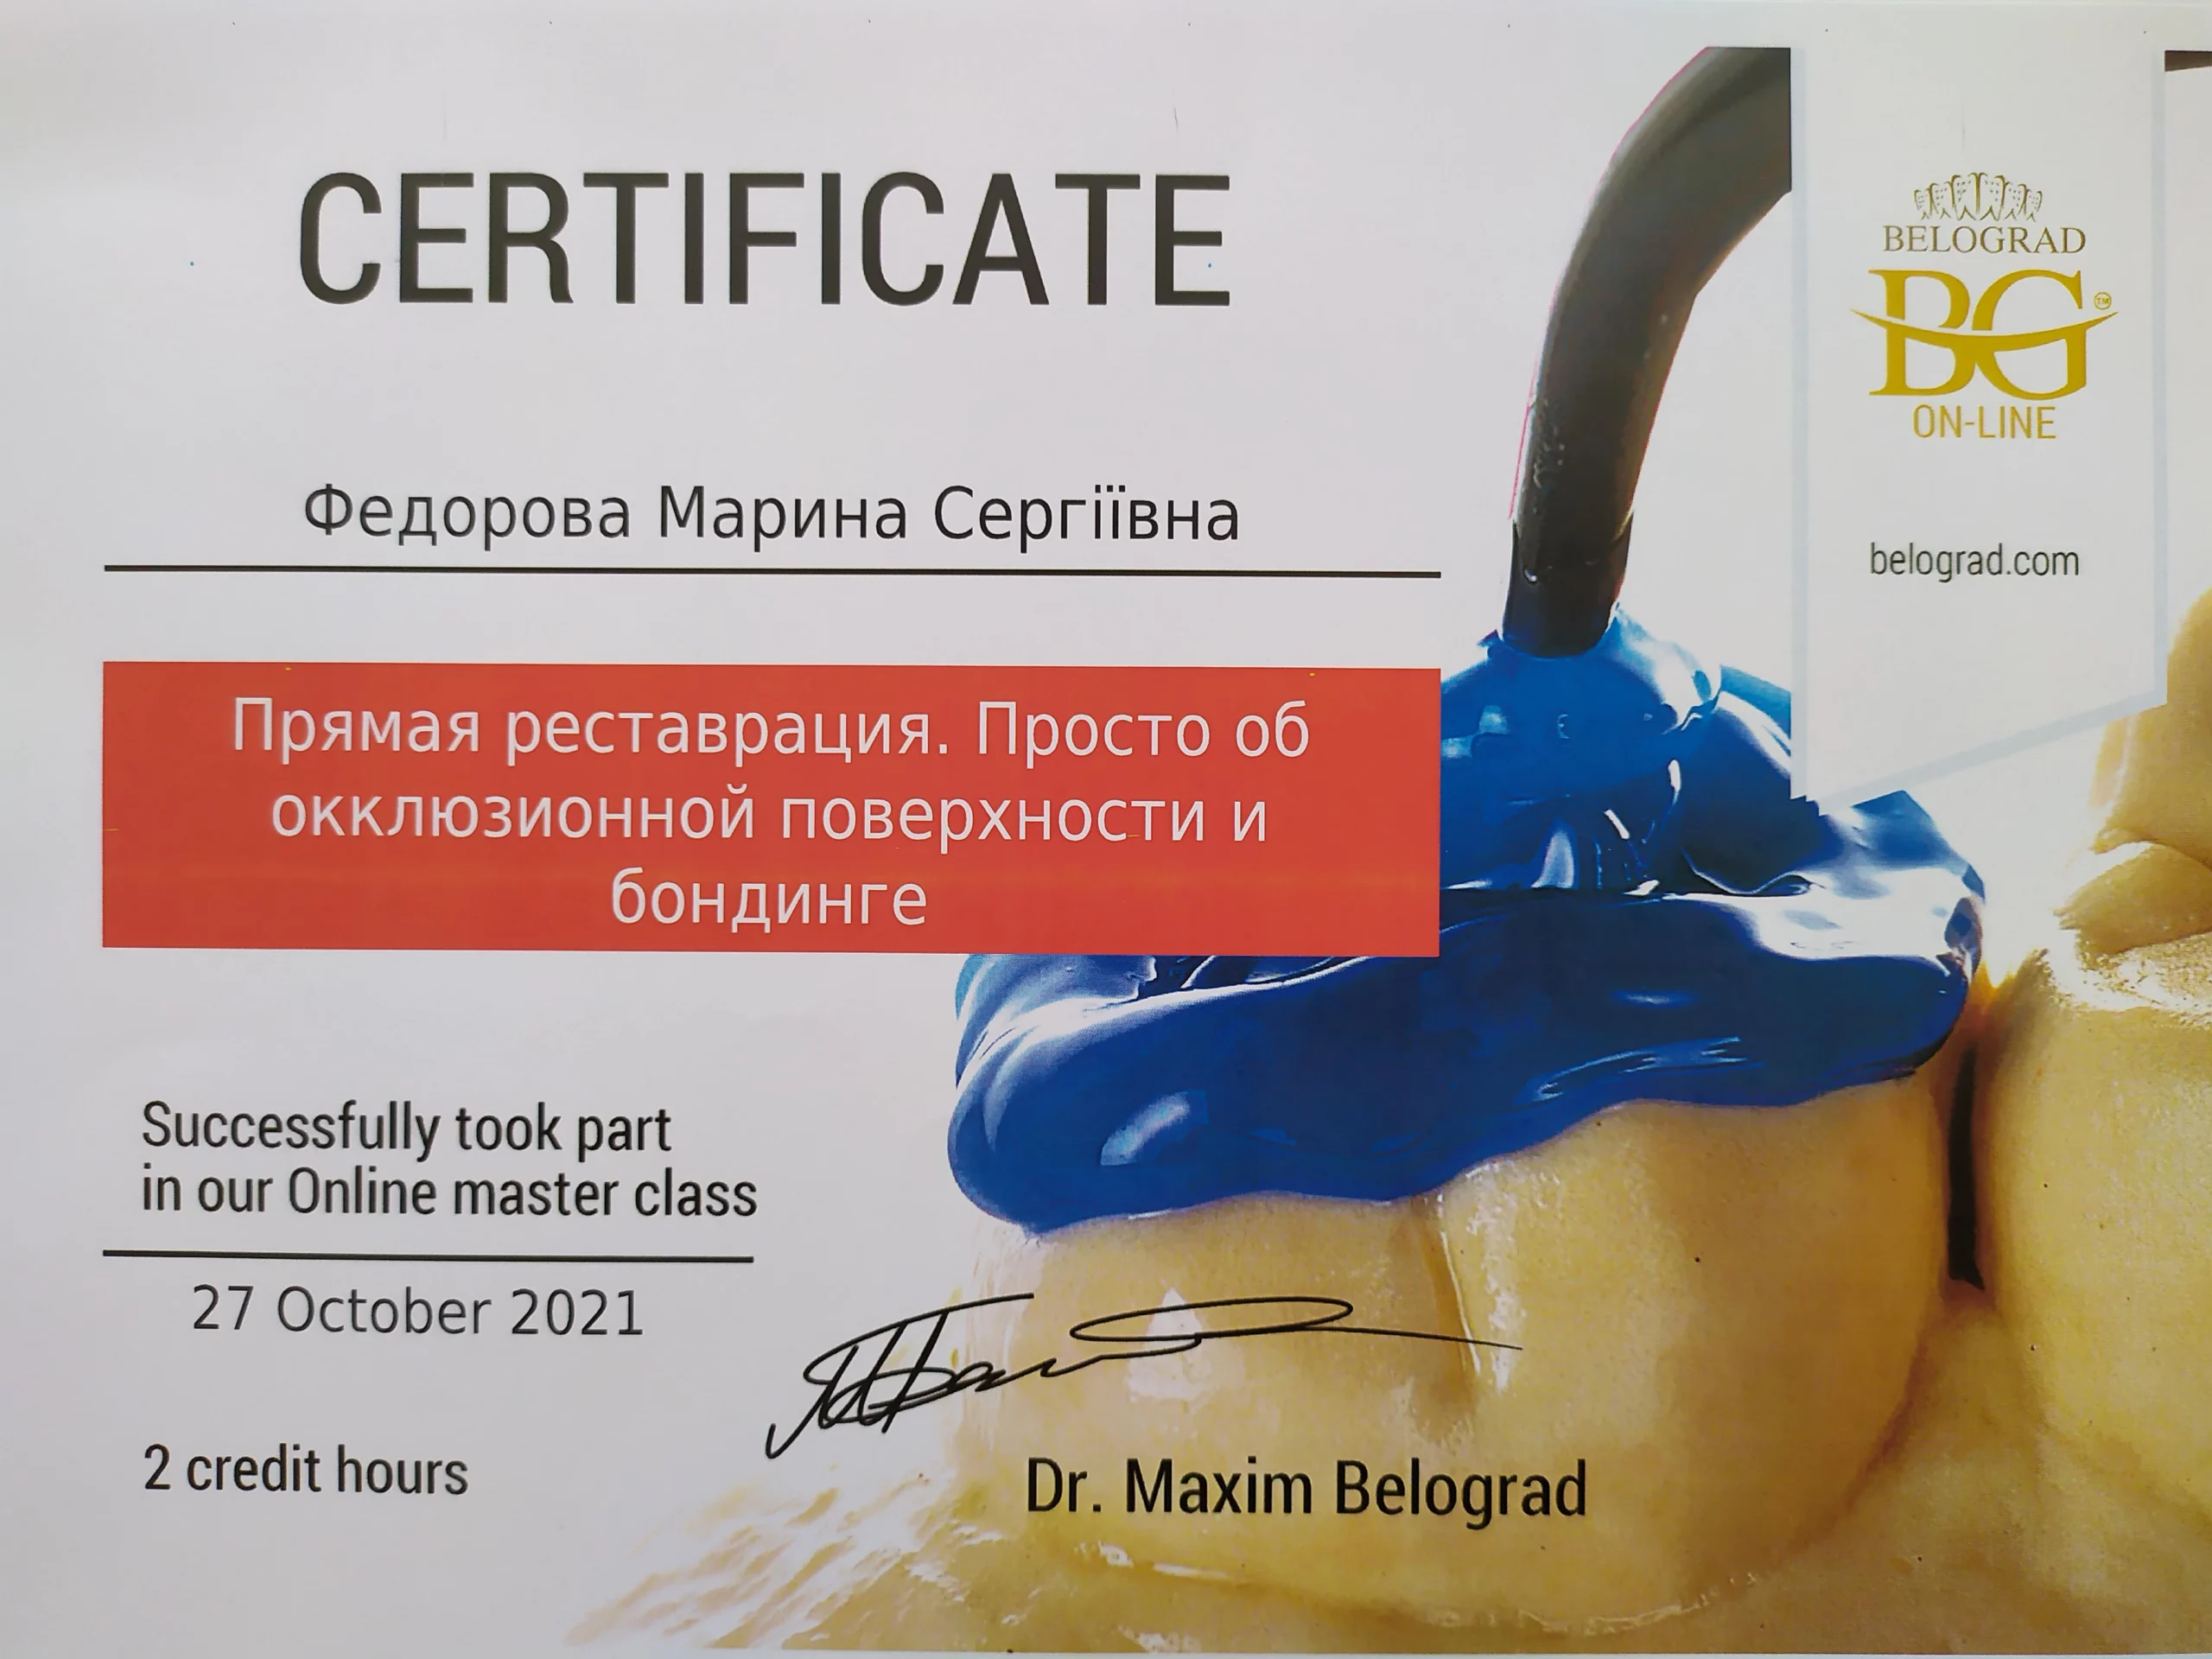 CERTIFICATE
Федорова Марина Сергіївна
Прямая реставрация. Просто об
окклюзионной поверхности и
бондинге
Successfully took part
in our Online master class
27 October 2021
2 credit hours
Dr. Maxim Belograd
BELOGRAD
BG™
ON-LINE
belograd.com